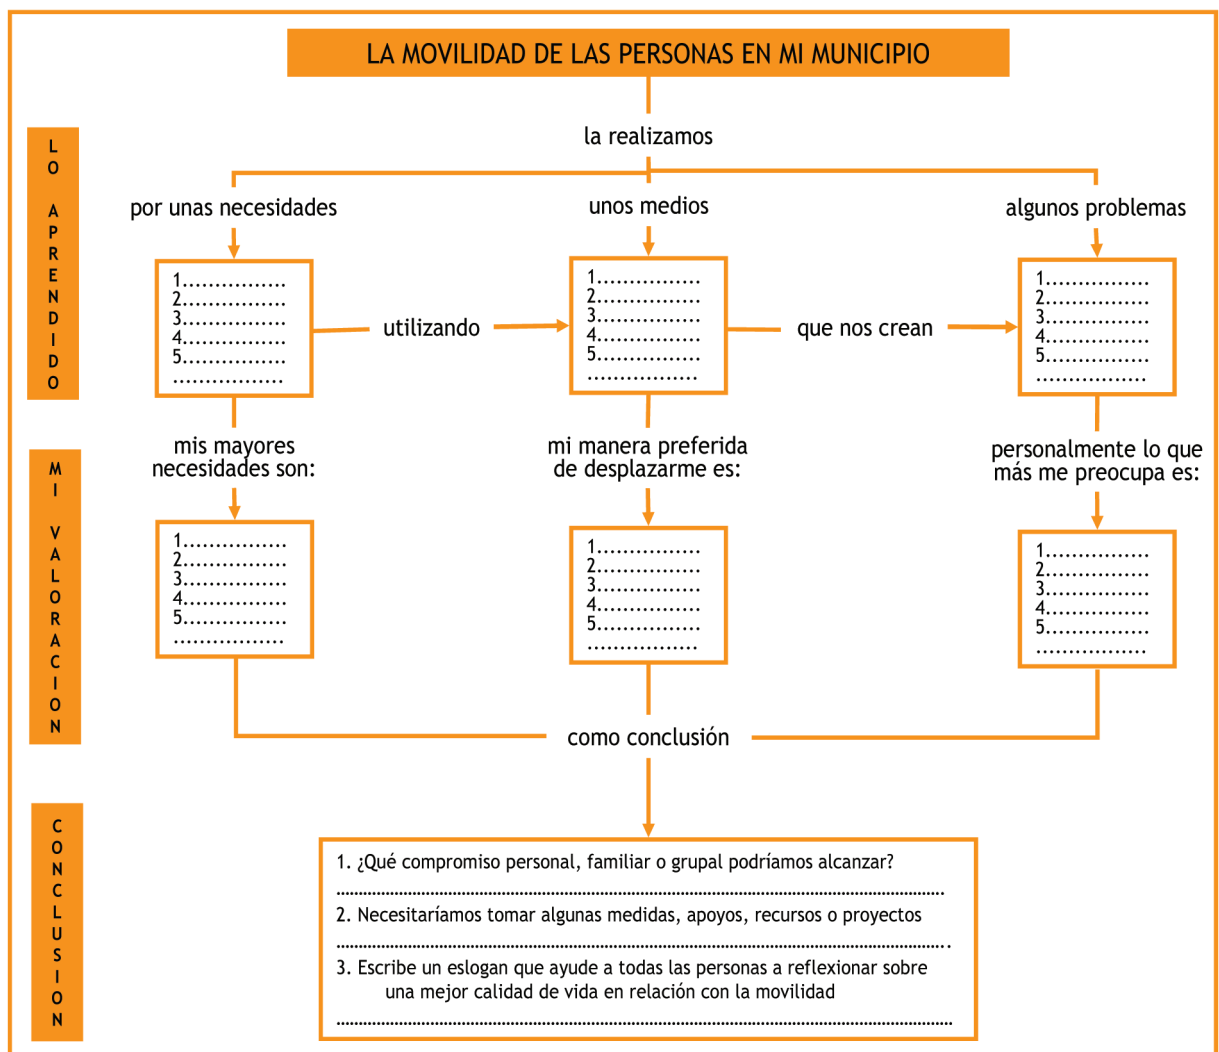 LA MOVILIDAD DE LAS PERSONAS EN MI MUNICIPIO
la realizamos
LO APRENDIDO
por unas necesidades
unos medios
algunos problemas
1................
2................
3................
4................
5................
.................
utilizando
1................
2................
3................
4................
5................
.................
que nos crean
1................
2................
3................
4................
5................
.................
MI VALORACION
mis mayores
necesidades son:
mi manera preferida
de desplazarme es:
personalmente lo que
más me preocupa es:
1................
2................
3................
4................
5................
.................
1................
2................
3................
4................
5................
.................
1................
2................
3................
4................
5................
.................
como conclusión
CONCLUSION
1. ¿Qué compromiso personal, familiar o grupal podríamos alcanzar?
................................................................................
2. Necesitaríamos tomar algunas medidas, apoyos, recursos o proyectos
................................................................................
3. Escribe un eslogan que ayude a todas las personas a reflexionar sobre
una mejor calidad de vida en relación con la movilidad
................................................................................